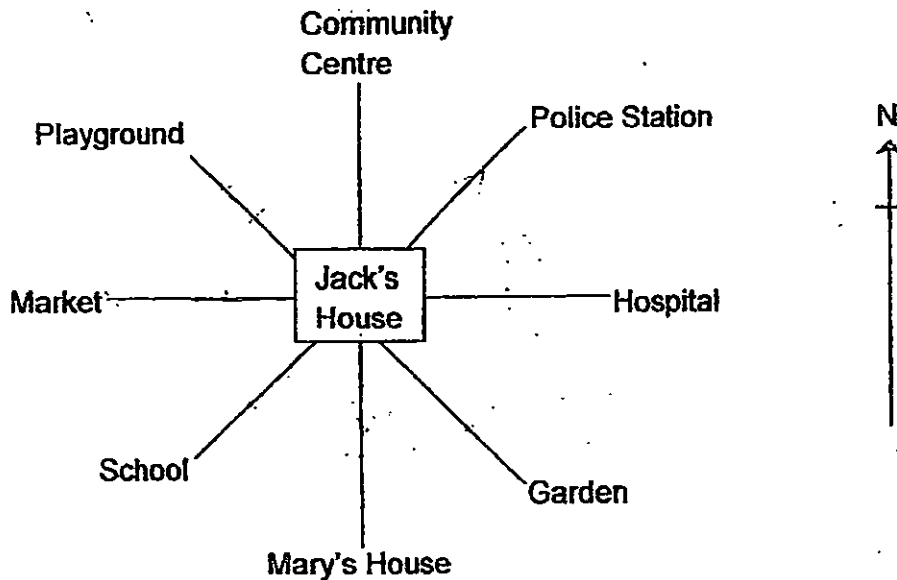 Community
Centre
Police Station
N
Playground
Jack's
House
Market
Hospital
School
Garden
Mary's House